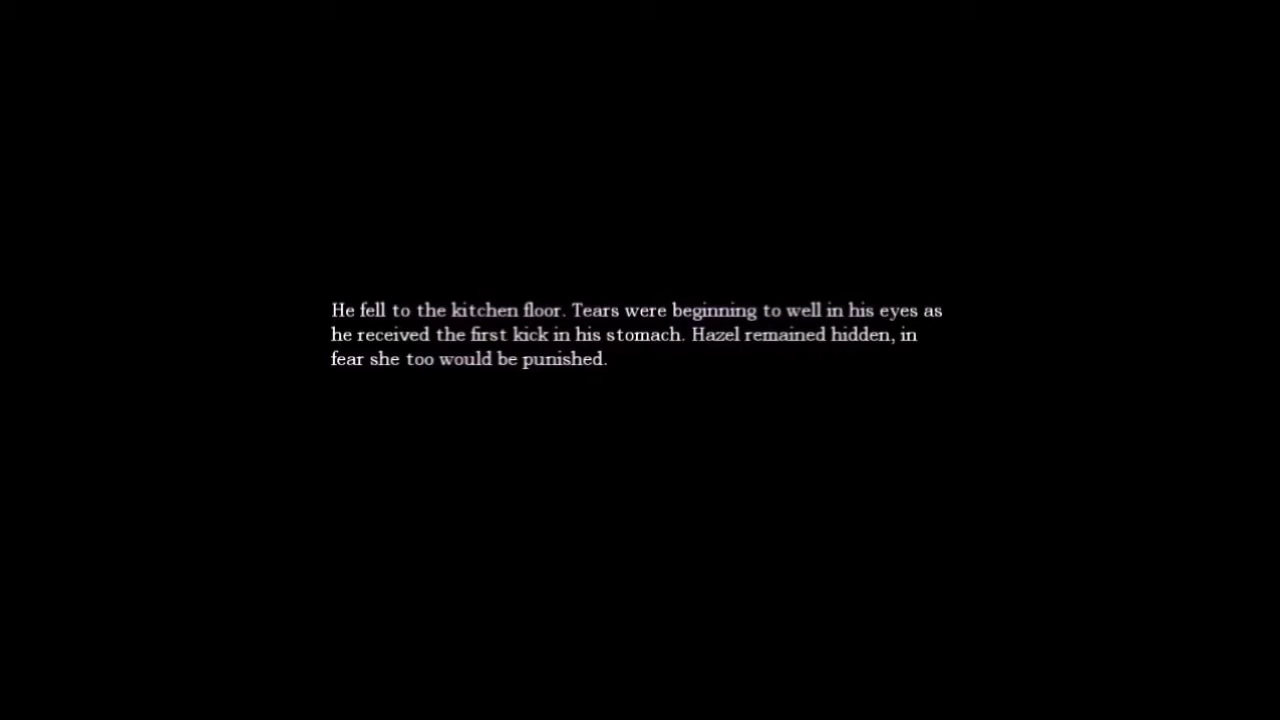 He fell to the kitchen floor. Tears were beginning to well in his eyes as
he received the first kick in his stomach. Hazel remained hidden, in
fear she too would be punished.